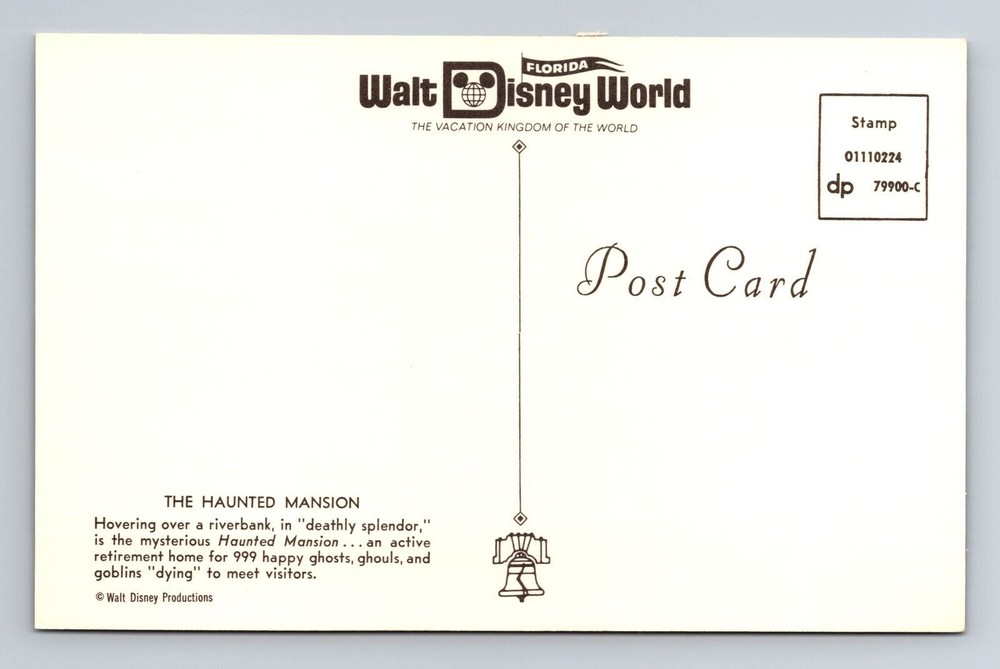 FLORIDA
Walt Disney World
THE VACATION KINGDOM OF THE WORLD
Stamp
01110224
dp 79900-C
Post Card
THE HAUNTED MANSION
Hovering over a riverbank, in "deathly splendor,"
is the mysterious Haunted Mansion . . . an active
retirement home for 999 happy ghosts, ghouls, and
goblins "dying" to meet visitors.
© Walt Disney Productions